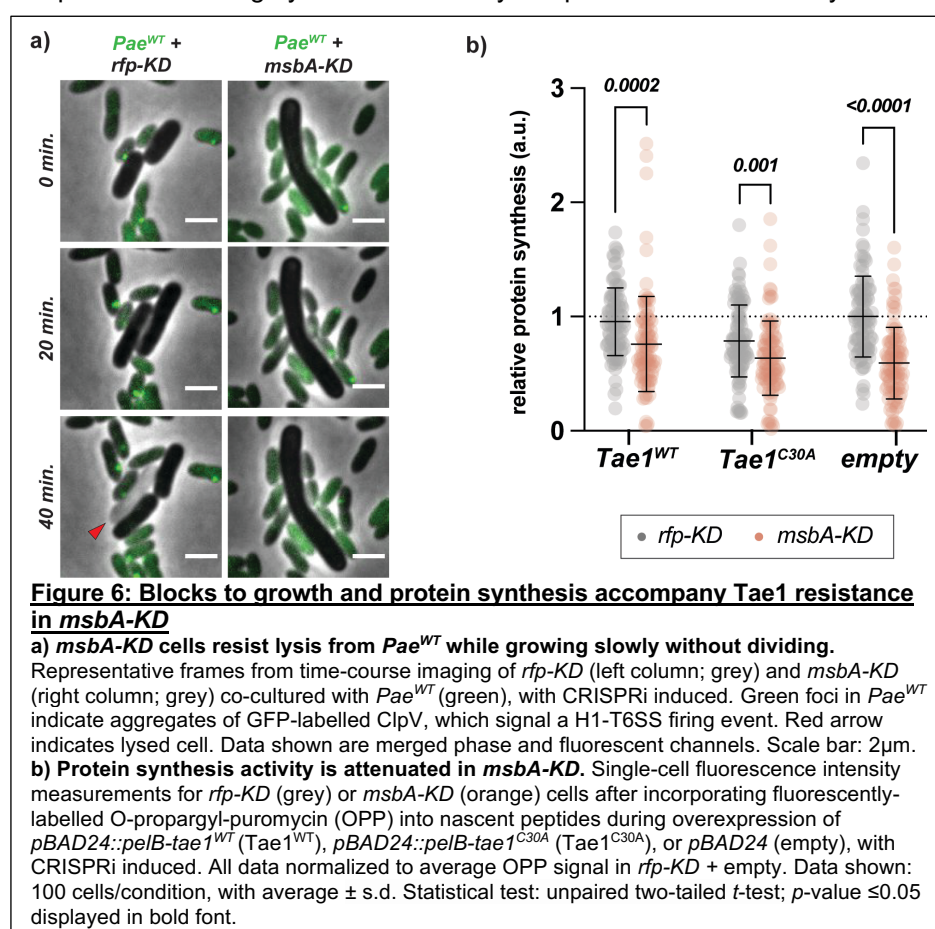 a)
Pae^WT +
rfp-KD
Pae^WT +
msbA-KD
0 min.
20 min.
40 min.
b)
relative protein synthesis (a.u.)
3
2
1
0
0.0002
0.001
<0.0001
Tae1^WT
Tae1^C30A
empty
rfp-KD
msbA-KD
Figure 6: Blocks to growth and protein synthesis accompany Tae1 resistance
in msbA-KD
a) msbA-KD cells resist lysis from Pae^WT while growing slowly without dividing.
Representative frames from time-course imaging of rfp-KD (left column; grey) and msbA-KD
(right column; grey) co-cultured with Pae^WT (green), with CRISPRi induced. Green foci in Pae^WT
indicate aggregates of GFP-labelled ClpV, which signal a H1-T6SS firing event. Red arrow
indicates lysed cell. Data shown are merged phase and fluorescent channels. Scale bar: 2µm.
b) Protein synthesis activity is attenuated in msbA-KD. Single-cell fluorescence intensity
measurements for rfp-KD (grey) or msbA-KD (orange) cells after incorporating fluorescently-
labelled O-propargyl-puromycin (OPP) into nascent peptides during overexpression of
pBAD24::pelB-tae1^WT (Tae1^WT), pBAD24::pelB-tae1^C30A (Tae1^C30A), or pBAD24 (empty), with
CRISPRi induced. All data normalized to average OPP signal in rfp-KD + empty. Data shown:
100 cells/condition, with average ± s.d. Statistical test: unpaired two-tailed t-test; p-value ≤0.05
displayed in bold font.